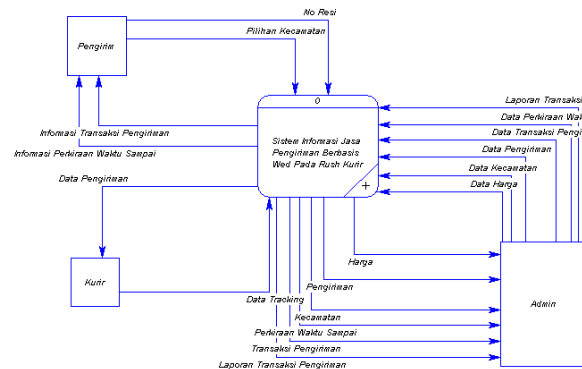 No Resi
Pilihan Kecamatan
Pengirim
0
Laporan Transaksi
Data Perkiraan Wak
Data Transaksi Pengi
Informasi Transaksi Pengiriman
Informasi Perkiraan Waktu Sampai
Sistem Informasi Jasa
Pengiriman Berbasis
Wed Pada Rush Kurir
+
Data Pengiriman
Data Kecamatan
Data Harga
Data Pengiriman
Kurir
Harga
Pengiriman
Admin
Data Tracking
Kecamatan
Perkiraan Waktu Sampai
Transaksi Pengiriman
Laporan Transaksi Pengiriman